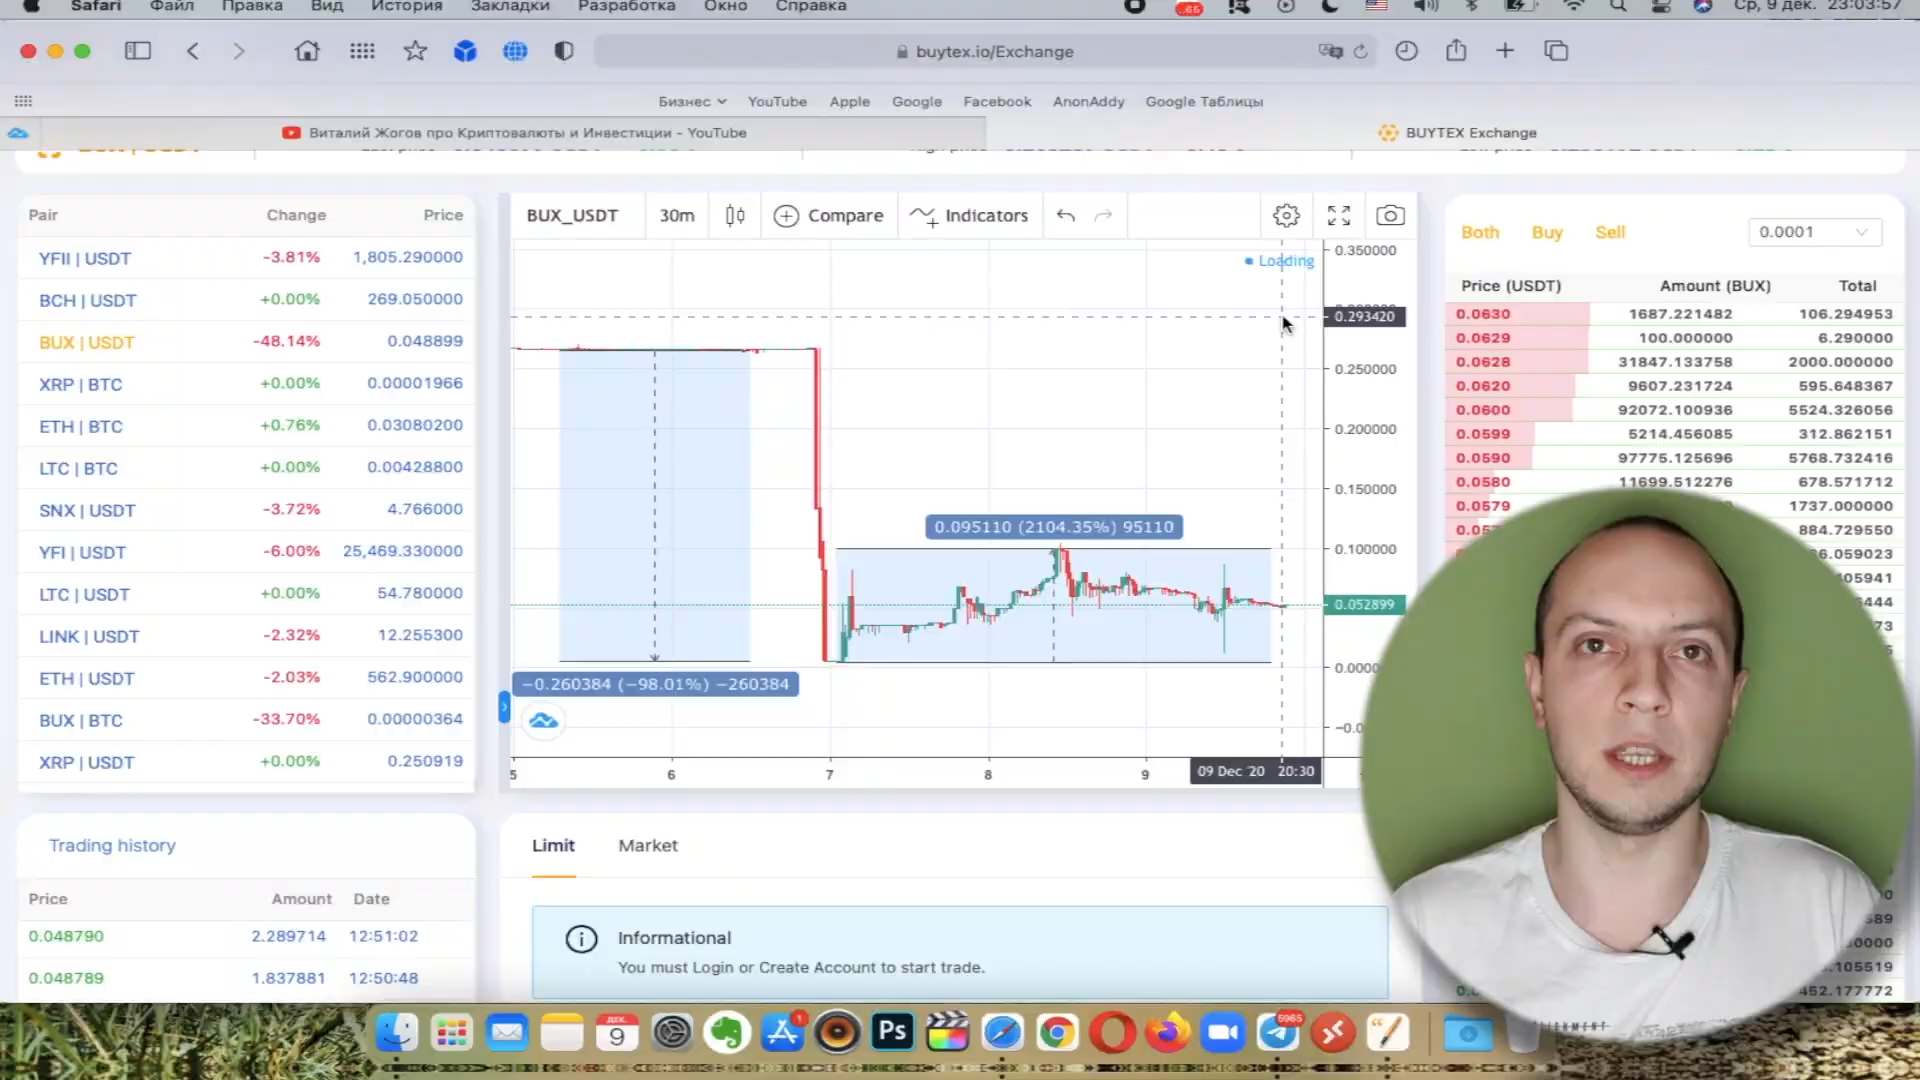 Safari Файл Правка Вид История Закладки Разработка Окно Справка
Ср, 9 дек. 23:03:57
buytex.io/Exchange
Бизнес YouTube Apple Google Facebook AnonAddy Google Таблицы
Виталий Жогов про Криптовалюты и Инвестиции - YouTube
BUYTEX Exchange
Pair Change Price
YFII | USDT -3.81% 1,805.290000
BCH | USDT +0.00% 269.050000
BUX | USDT -48.14% 0.048899
XRP | BTC +0.00% 0.00001966
ETH | BTC +0.76% 0.03080200
LTC | BTC +0.00% 0.00428800
SNX | USDT -3.72% 4.766000
YFI | USDT -6.00% 25,469.330000
LTC | USDT +0.00% 54.780000
LINK | USDT -2.32% 12.255300
ETH | USDT -2.03% 562.900000
BUX | BTC -33.70% 0.00000364
XRP | USDT +0.00% 0.250919
Trading history
Price Amount Date
0.048790 2.289714 12:51:02
0.048789 1.837881 12:50:48
BUX_USDT 30m Compare Indicators
Loading
0.350000
0.293420
0.250000
0.200000
0.150000
0.100000
0.052899
0.095110 (2104.35%) 95110
−0.260384 (−98.01%) −260384
5 6 7 8 9
09 Dec '20 20:30
Limit Market
Informational
You must Login or Create Account to start trade.
Both Buy Sell 0.0001
Price (USDT) Amount (BUX) Total
0.0630 1687.221482 106.294953
0.0629 100.000000 6.290000
0.0628 31847.133758 2000.000000
0.0620 9607.231724 595.648367
0.0600 92072.100936 5524.326056
0.0599 5214.456085 312.862151
0.0590 97775.125696 5768.732416
0.0580 11699.512276 678.571712
0.0579 1737.000000
884.729550
ДЕК.
9
1
Ps
5965